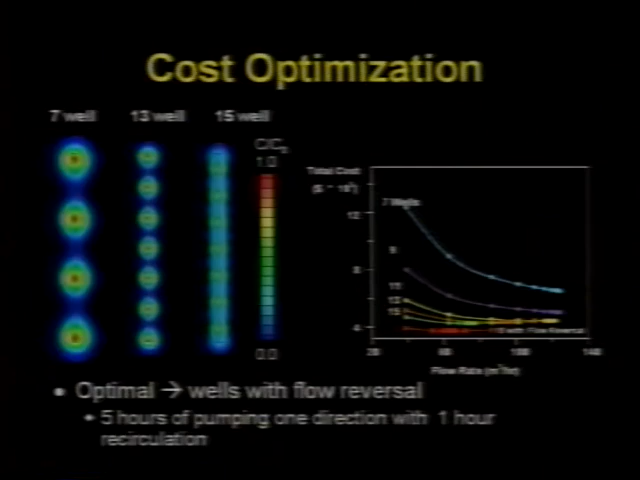 Cost Optimization
7 well
13 well
15 well
C/C0
1.0
0.0
Total Cost
12
8
4
7 Wells
9
11
13
15
with Flow Reversal
20
60
100
140
Flow Rate (m³/hr)
• Optimal → wells with flow reversal
• 5 hours of pumping one direction with 1 hour
recirculation